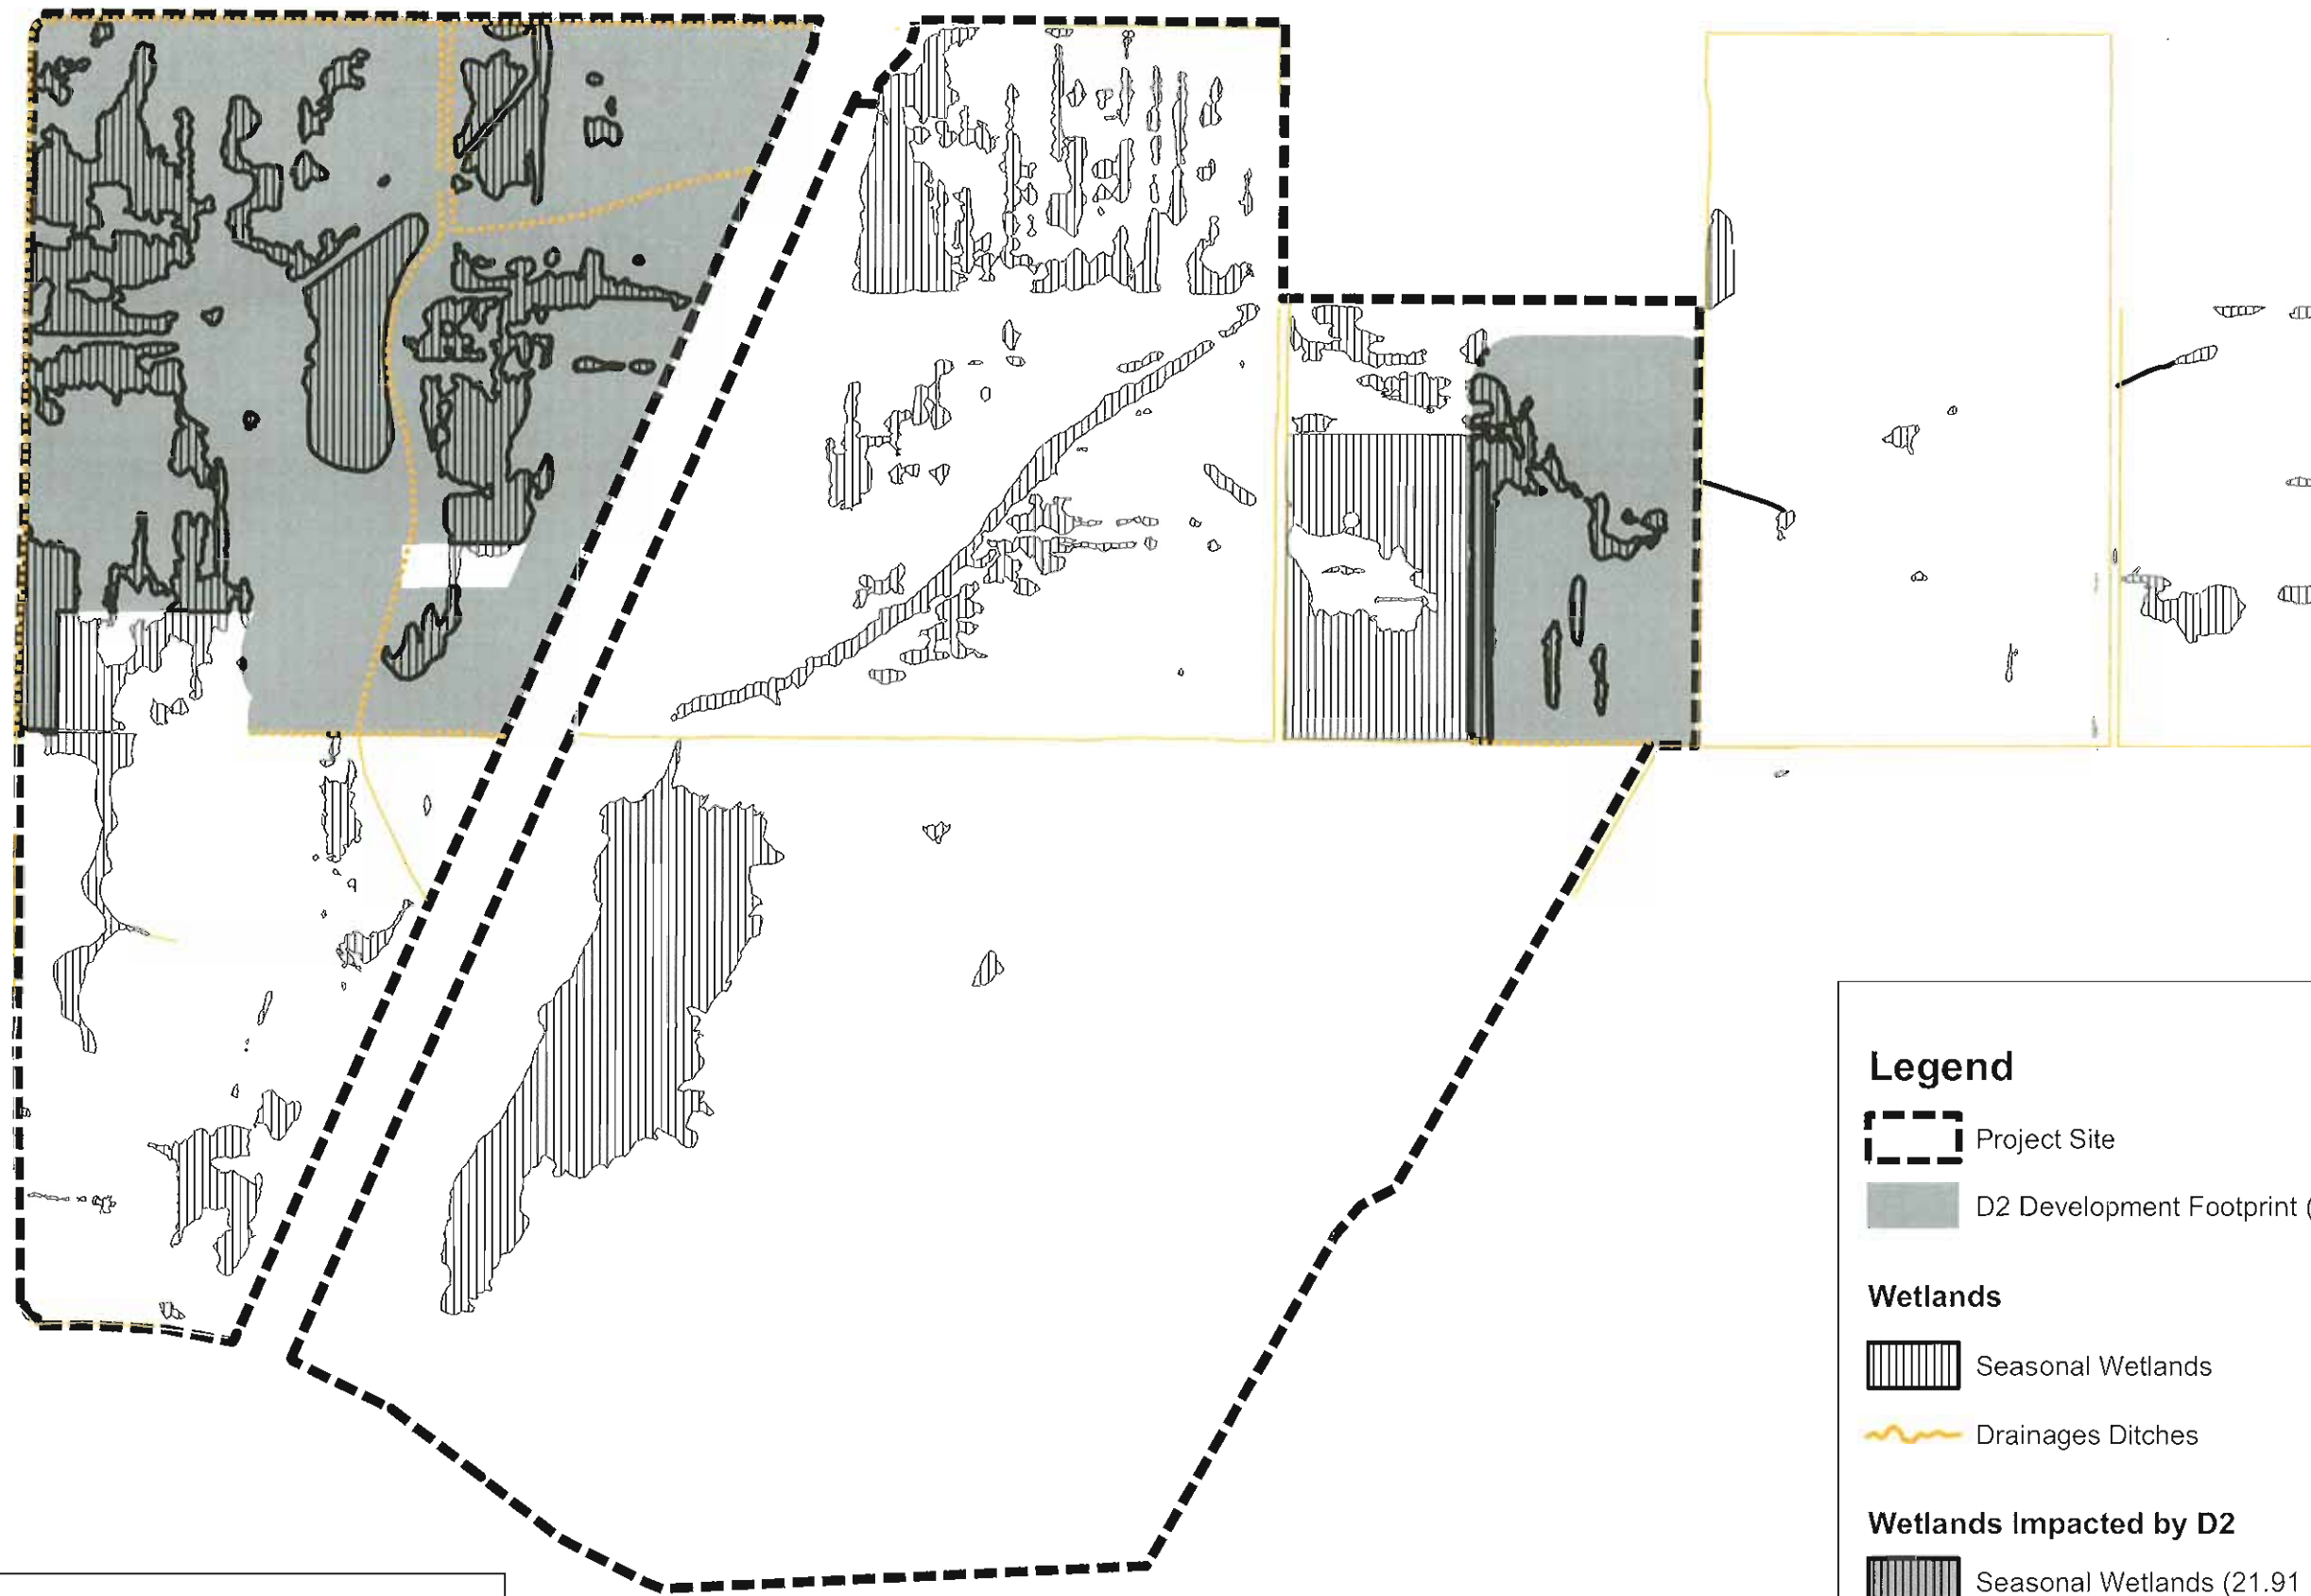 Legend
Project Site
D2 Development Footprint (
Wetlands
Seasonal Wetlands
Drainages Ditches
Wetlands Impacted by D2
Seasonal Wetlands (21.91